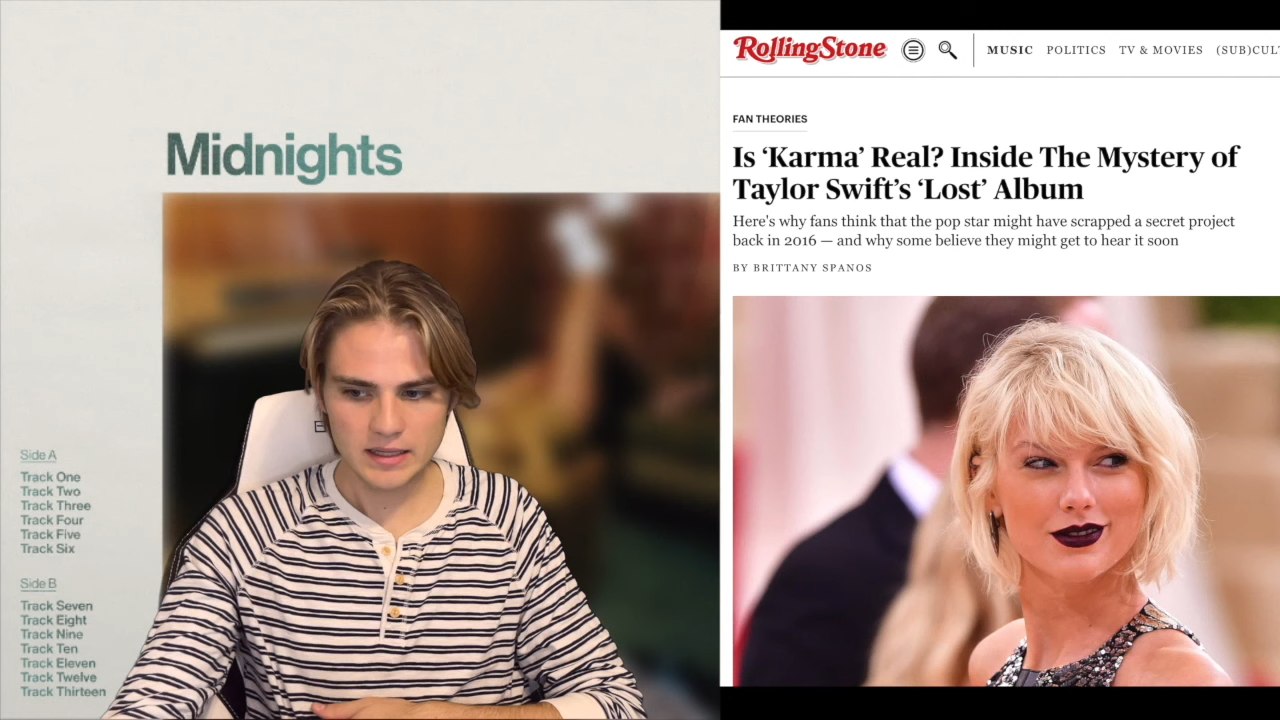 Midnights
Side A
Track One
Track Two
Track Three
Track Four
Track Five
Track Six
Side B
Track Seven
Track Eight
Track Nine
Track Ten
Track Eleven
Track Twelve
Track Thirteen
E
RollingStone
MUSIC POLITICS TV & MOVIES (SUB)CULT
FAN THEORIES
Is ‘Karma’ Real? Inside The Mystery of
Taylor Swift’s ‘Lost’ Album
Here's why fans think that the pop star might have scrapped a secret project
back in 2016 — and why some believe they might get to hear it soon
BY BRITTANY SPANOS